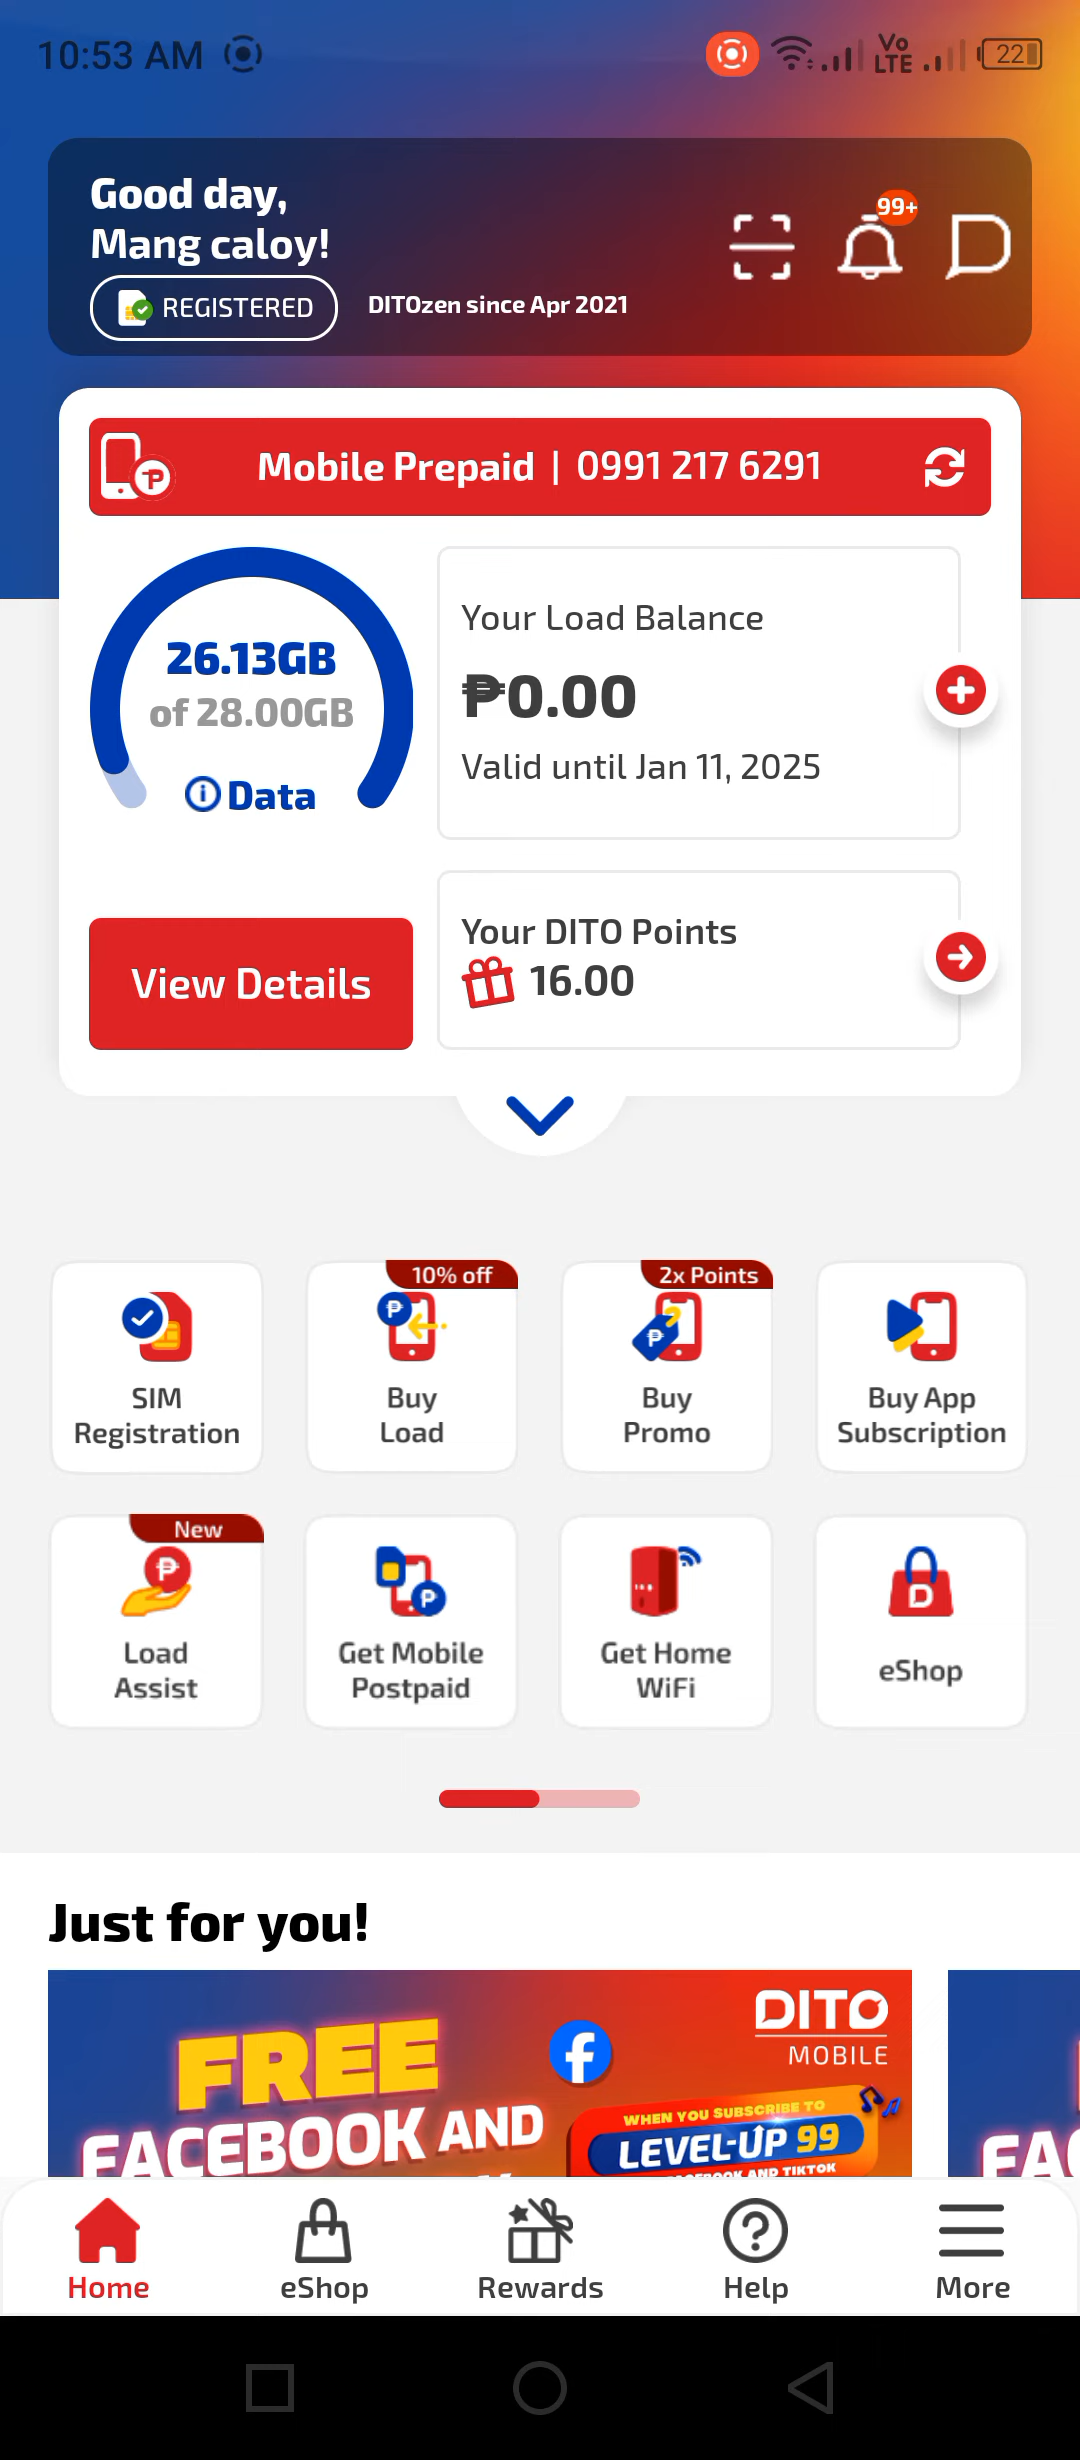 10:53 AM
Vo
LTE
22
Good day,
Mang caloy!
99+
REGISTERED
DITOzen since Apr 2021
Mobile Prepaid | 0991 217 6291
26.13GB
of 28.00GB
Data
Your Load Balance
₱0.00
Valid until Jan 11, 2025
View Details
Your DITO Points
16.00
SIM
Registration
10% off
Buy
Load
2x Points
Buy
Promo
Buy App
Subscription
New
Load
Assist
Get Mobile
Postpaid
Get Home
WiFi
eShop
Just for you!
FREE
FACEBOOK AND
DITO
MOBILE
WHEN YOU SUBSCRIBE TO
LEVEL-UP 99
FACEBOOK AND TIKTOK
Home
eShop
Rewards
Help
More